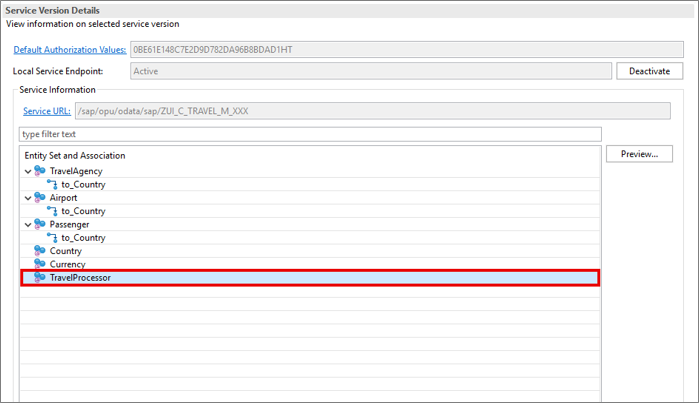 Service Version Details
View information on selected service version
Default Authorization Values: 0BE61E148C7E2D9D782DA96B8BDAD1HT
Local Service Endpoint: Active Deactivate
Service Information
Service URL: /sap/opu/odata/sap/ZUI_C_TRAVEL_M_XXX
type filter text
Entity Set and Association Preview...
TravelAgency
to_Country
Airport
to_Country
Passenger
to_Country
Country
Currency
TravelProcessor